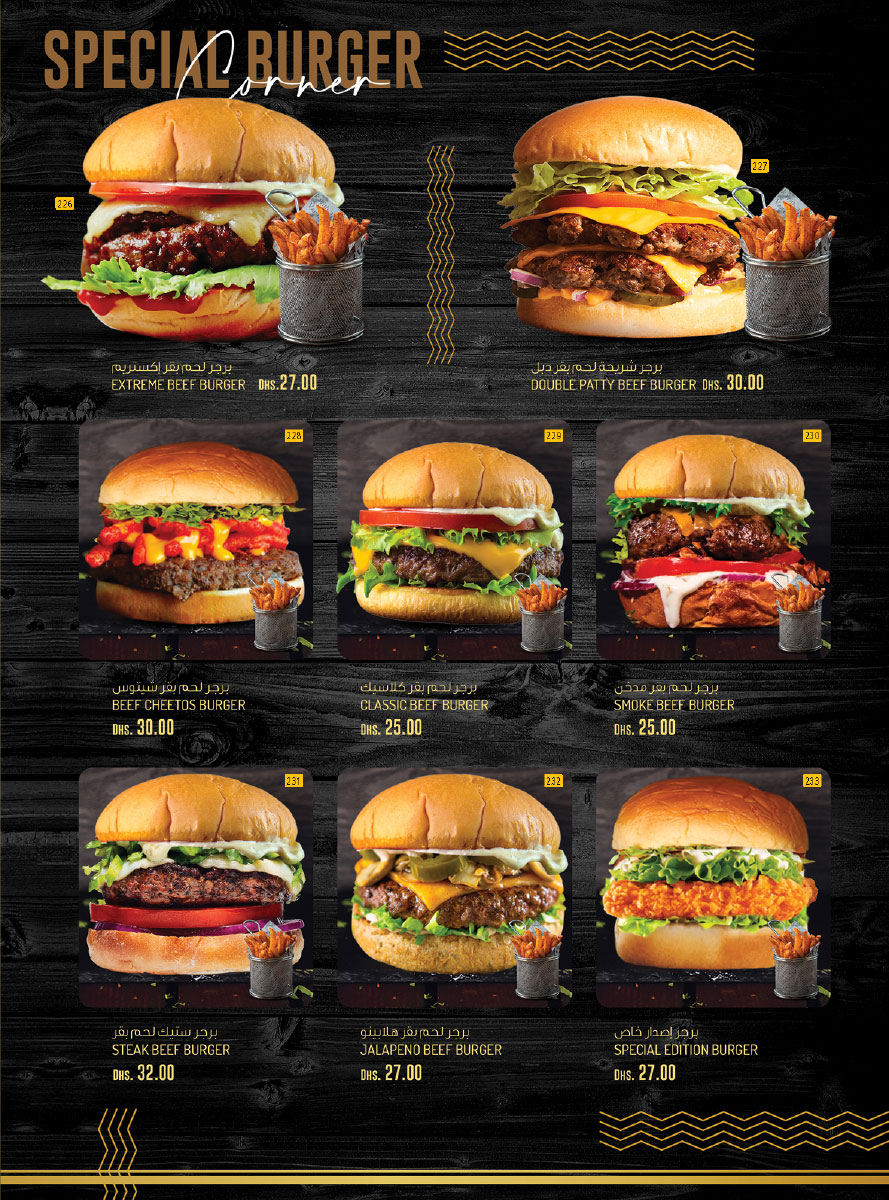 SPECIAL BURGER
Corner
226
227
برجر لحم بقر إكستريم
EXTREME BEEF BURGER DHS.27.00
برجر شريحة لحم بقر دبل
DOUBLE PATTY BEEF BURGER DHS. 30.00
228
229
230
برجر لحم بقر شيتوس
BEEF CHEETOS BURGER
DHS. 30.00
برجر لحم بقر كلاسيك
CLASSIC BEEF BURGER
DHS. 25.00
برجر لحم بقر مدخن
SMOKE BEEF BURGER
DHS. 25.00
231
232
233
برجر ستيك لحم بقر
STEAK BEEF BURGER
DHS. 32.00
برجر لحم بقر هلابينو
JALAPENO BEEF BURGER
DHS. 27.00
برجر إصدار خاص
SPECIAL EDITION BURGER
DHS. 27.00